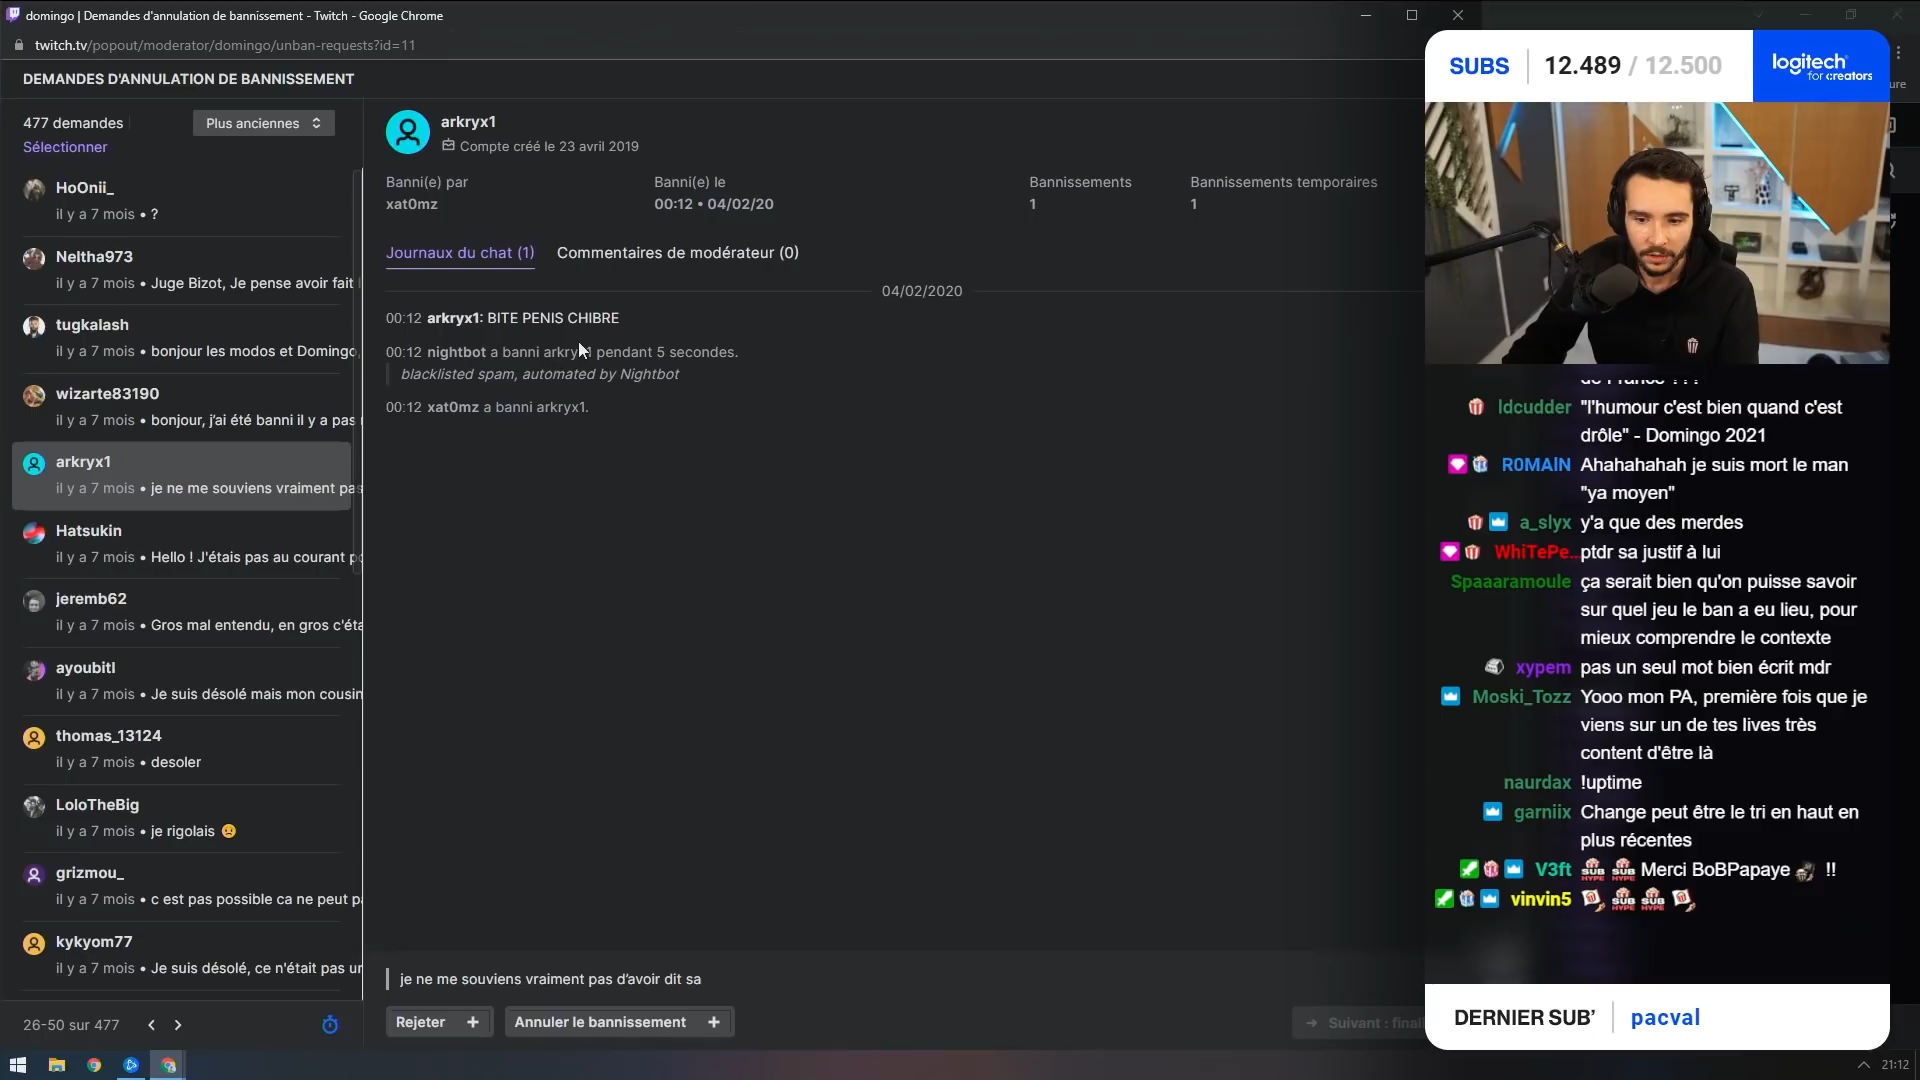 domingo | Demandes d'annulation de bannissement - Twitch - Google Chrome
twitch.tv/popout/moderator/domingo/unban-requests?id=11
DEMANDES D'ANNULATION DE BANNISSEMENT
477 demandes
Plus anciennes
Sélectionner
HoOnii_
il y a 7 mois • ?
Neltha973
il y a 7 mois • Juge Bizot, Je pense avoir fait
tugkalash
il y a 7 mois • bonjour les modos et Domingo,
wizarte83190
il y a 7 mois • bonjour, j'ai été banni il y a pas
arkryx1
il y a 7 mois • je ne me souviens vraiment pas
Hatsukin
il y a 7 mois • Hello ! J'étais pas au courant
jeremb62
il y a 7 mois • Gros mal entendu, en gros c'éta
ayoubitl
il y a 7 mois • Je suis désolé mais mon cousin
thomas_13124
il y a 7 mois • desoler
LoloTheBig
il y a 7 mois • je rigolais
grizmou_
il y a 7 mois • c est pas possible ca ne peut
kykyom77
il y a 7 mois • Je suis désolé, ce n'était pas
26-50 sur 477
arkryx1
Compte créé le 23 avril 2019
Banni(e) par
xat0mz
Banni(e) le
00:12 • 04/02/20
Bannissements
1
Bannissements temporaires
1
Journaux du chat (1)
Commentaires de modérateur (0)
04/02/2020
00:12 arkryx1: BITE PENIS CHIBRE
00:12 nightbot a banni arkryx1 pendant 5 secondes.
blacklisted spam, automated by Nightbot
00:12 xat0mz a banni arkryx1.
je ne me souviens vraiment pas d'avoir dit sa
Rejeter +
Annuler le bannissement +
→ Suivant :
SUBS 12.489 / 12.500
logitech
for creators
ldcudder "l'humour c'est bien quand c'est
drôle" - Domingo 2021
R0MAlN Ahahahahah je suis mort le man
"ya moyen"
a_slyx y'a que des merdes
WhiTePe... ptdr sa justif à lui
Spaaaramoule ça serait bien qu'on puisse savoir
sur quel jeu le ban a eu lieu, pour
mieux comprendre le contexte
xypem pas un seul mot bien écrit mdr
Moski_Tozz Yooo mon PA, première fois que je
viens sur un de tes lives très
content d'être là
naurdax !uptime
garniix Change peut être le tri en haut en
plus récentes
V3ft SUB HYPE SUB HYPE Merci BoBPapaye !!
vinvin5 SUB HYPE SUB HYPE
DERNIER SUB' pacval
21:12